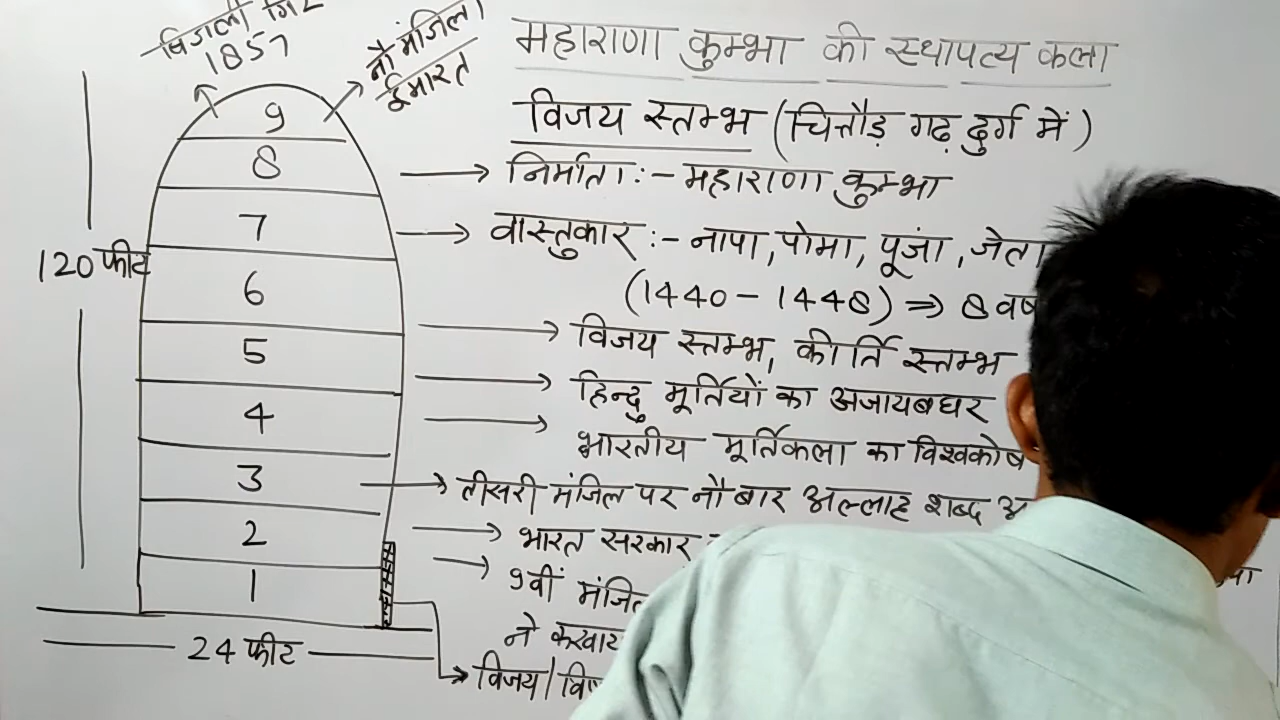 बिजली गिर
1857
नौ मंजिला
ईमारत
महाराणा कुम्भा की स्थापत्य कला
विजय स्तम्भ (चित्तौड़ गढ़ दुर्ग में)
निर्माता :- महाराणा कुम्भा
वास्तुकार :- नापा, पोमा, पूंजा, जेता
(1440 - 1448) ⇒ 8 वर्ष
विजय स्तम्भ, कीर्ति स्तम्भ
हिन्दु मूर्तियों का अजायबघर
भारतीय मूर्तिकला का विश्वकोष
तीसरी मंजिल पर नौ बार अल्लाह शब्द
भारत सरकार
9वीं मंजिल
ने करवाय
विजय/
9
8
7
6
5
4
3
2
1
120 फीट
24 फीट